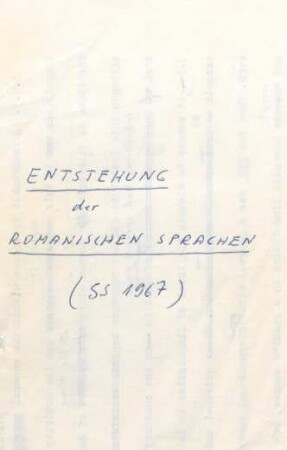 ENTSTEHUNG
der
ROMANISCHEN SPRACHEN
(SS 1967)